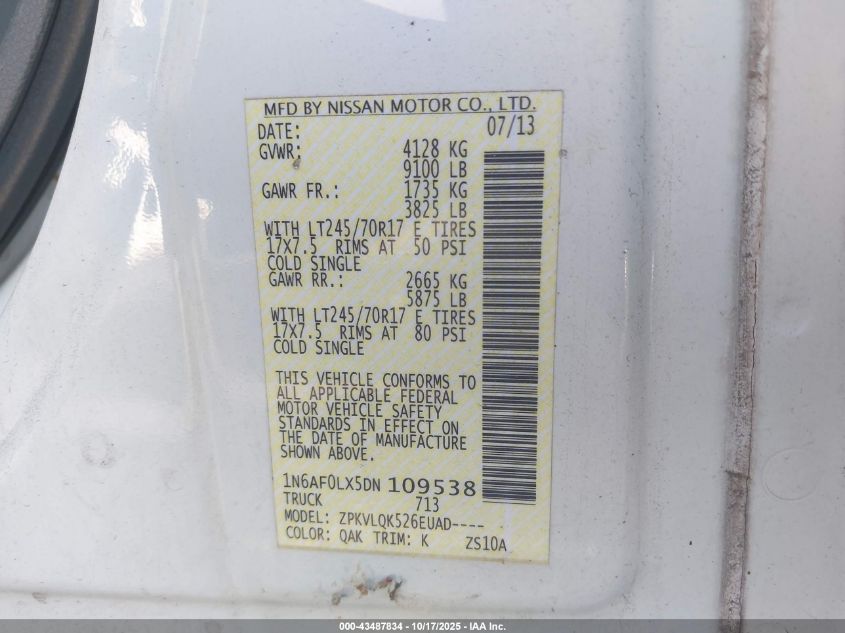 MFD BY NISSAN MOTOR CO., LTD.
DATE: 07/13
GVWR: 4128 KG
9100 LB
GAWR FR.: 1735 KG
3825 LB
WITH LT245/70R17 E TIRES
17X7.5 RIMS AT 50 PSI
COLD SINGLE
GAWR RR.: 2665 KG
5875 LB
WITH LT245/70R17 E TIRES
17X7.5 RIMS AT 80 PSI
COLD SINGLE
THIS VEHICLE CONFORMS TO
ALL APPLICABLE FEDERAL
MOTOR VEHICLE SAFETY
STANDARDS IN EFFECT ON
THE DATE OF MANUFACTURE
SHOWN ABOVE.
1N6AF0LX5DN 109538
TRUCK 713
MODEL: ZPKVLQK526EUAD----
COLOR: QAK TRIM: K ZS10A
000-43487834 - 10/17/2025 - IAA Inc.